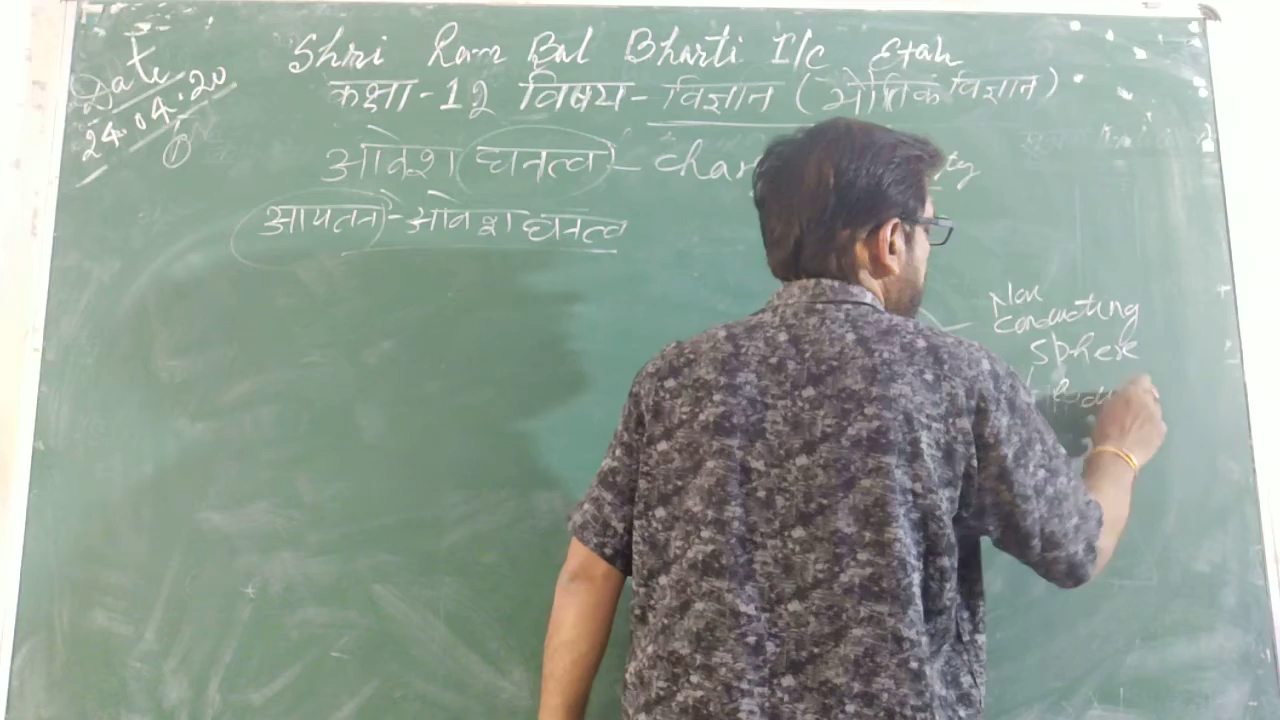 Date
24.04.20
①
Shri Ram Bal Bharti I/c Etah
कक्षा-12 विषय-विज्ञान (भौतिक विज्ञान)
आवेश घनत्व-
आयतन-आवेश घनत्व
Non
Conducting
Sphere